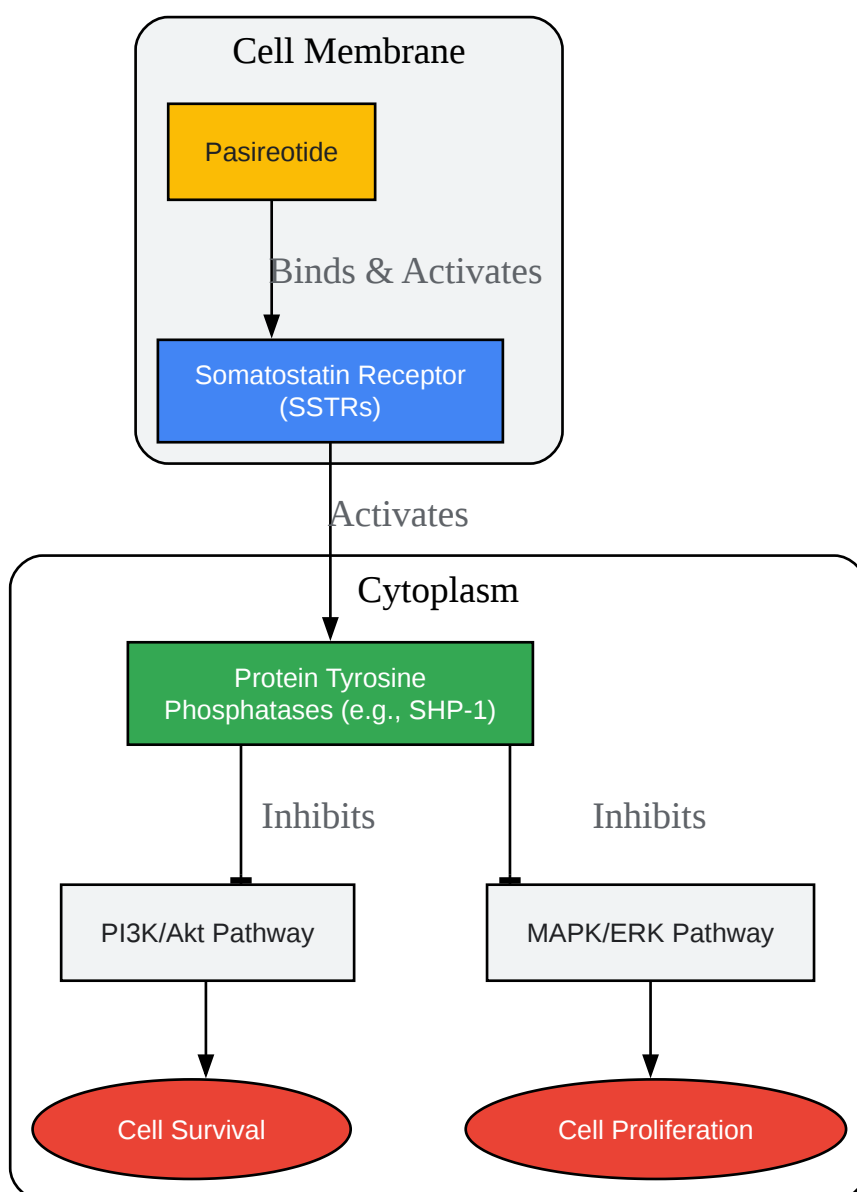 Cell Membrane
Pasireotide
Binds & Activates
Somatostatin Receptor
(SSTRs)
Activates
Cytoplasm
Protein Tyrosine
Phosphatases (e.g., SHP-1)
Inhibits
Inhibits
PI3K/Akt Pathway
MAPK/ERK Pathway
Cell Survival
Cell Proliferation